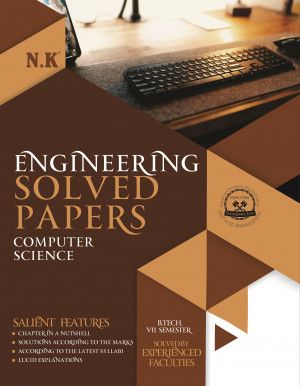 N.K®
ENGINEERING
SOLVED
PAPERS
COMPUTER
SCIENCE
SALIENT FEATURES
CHAPTER IN A NUTSHELL
SOLUTIONS ACCORDING TO THE MARKS
ACCORDING TO THE LATEST SYLLABI
LUCID EXPLANATIONS
B.TECH.
VII SEMESTER
SOLVED BY
EXPERIENCED
FACULTIES